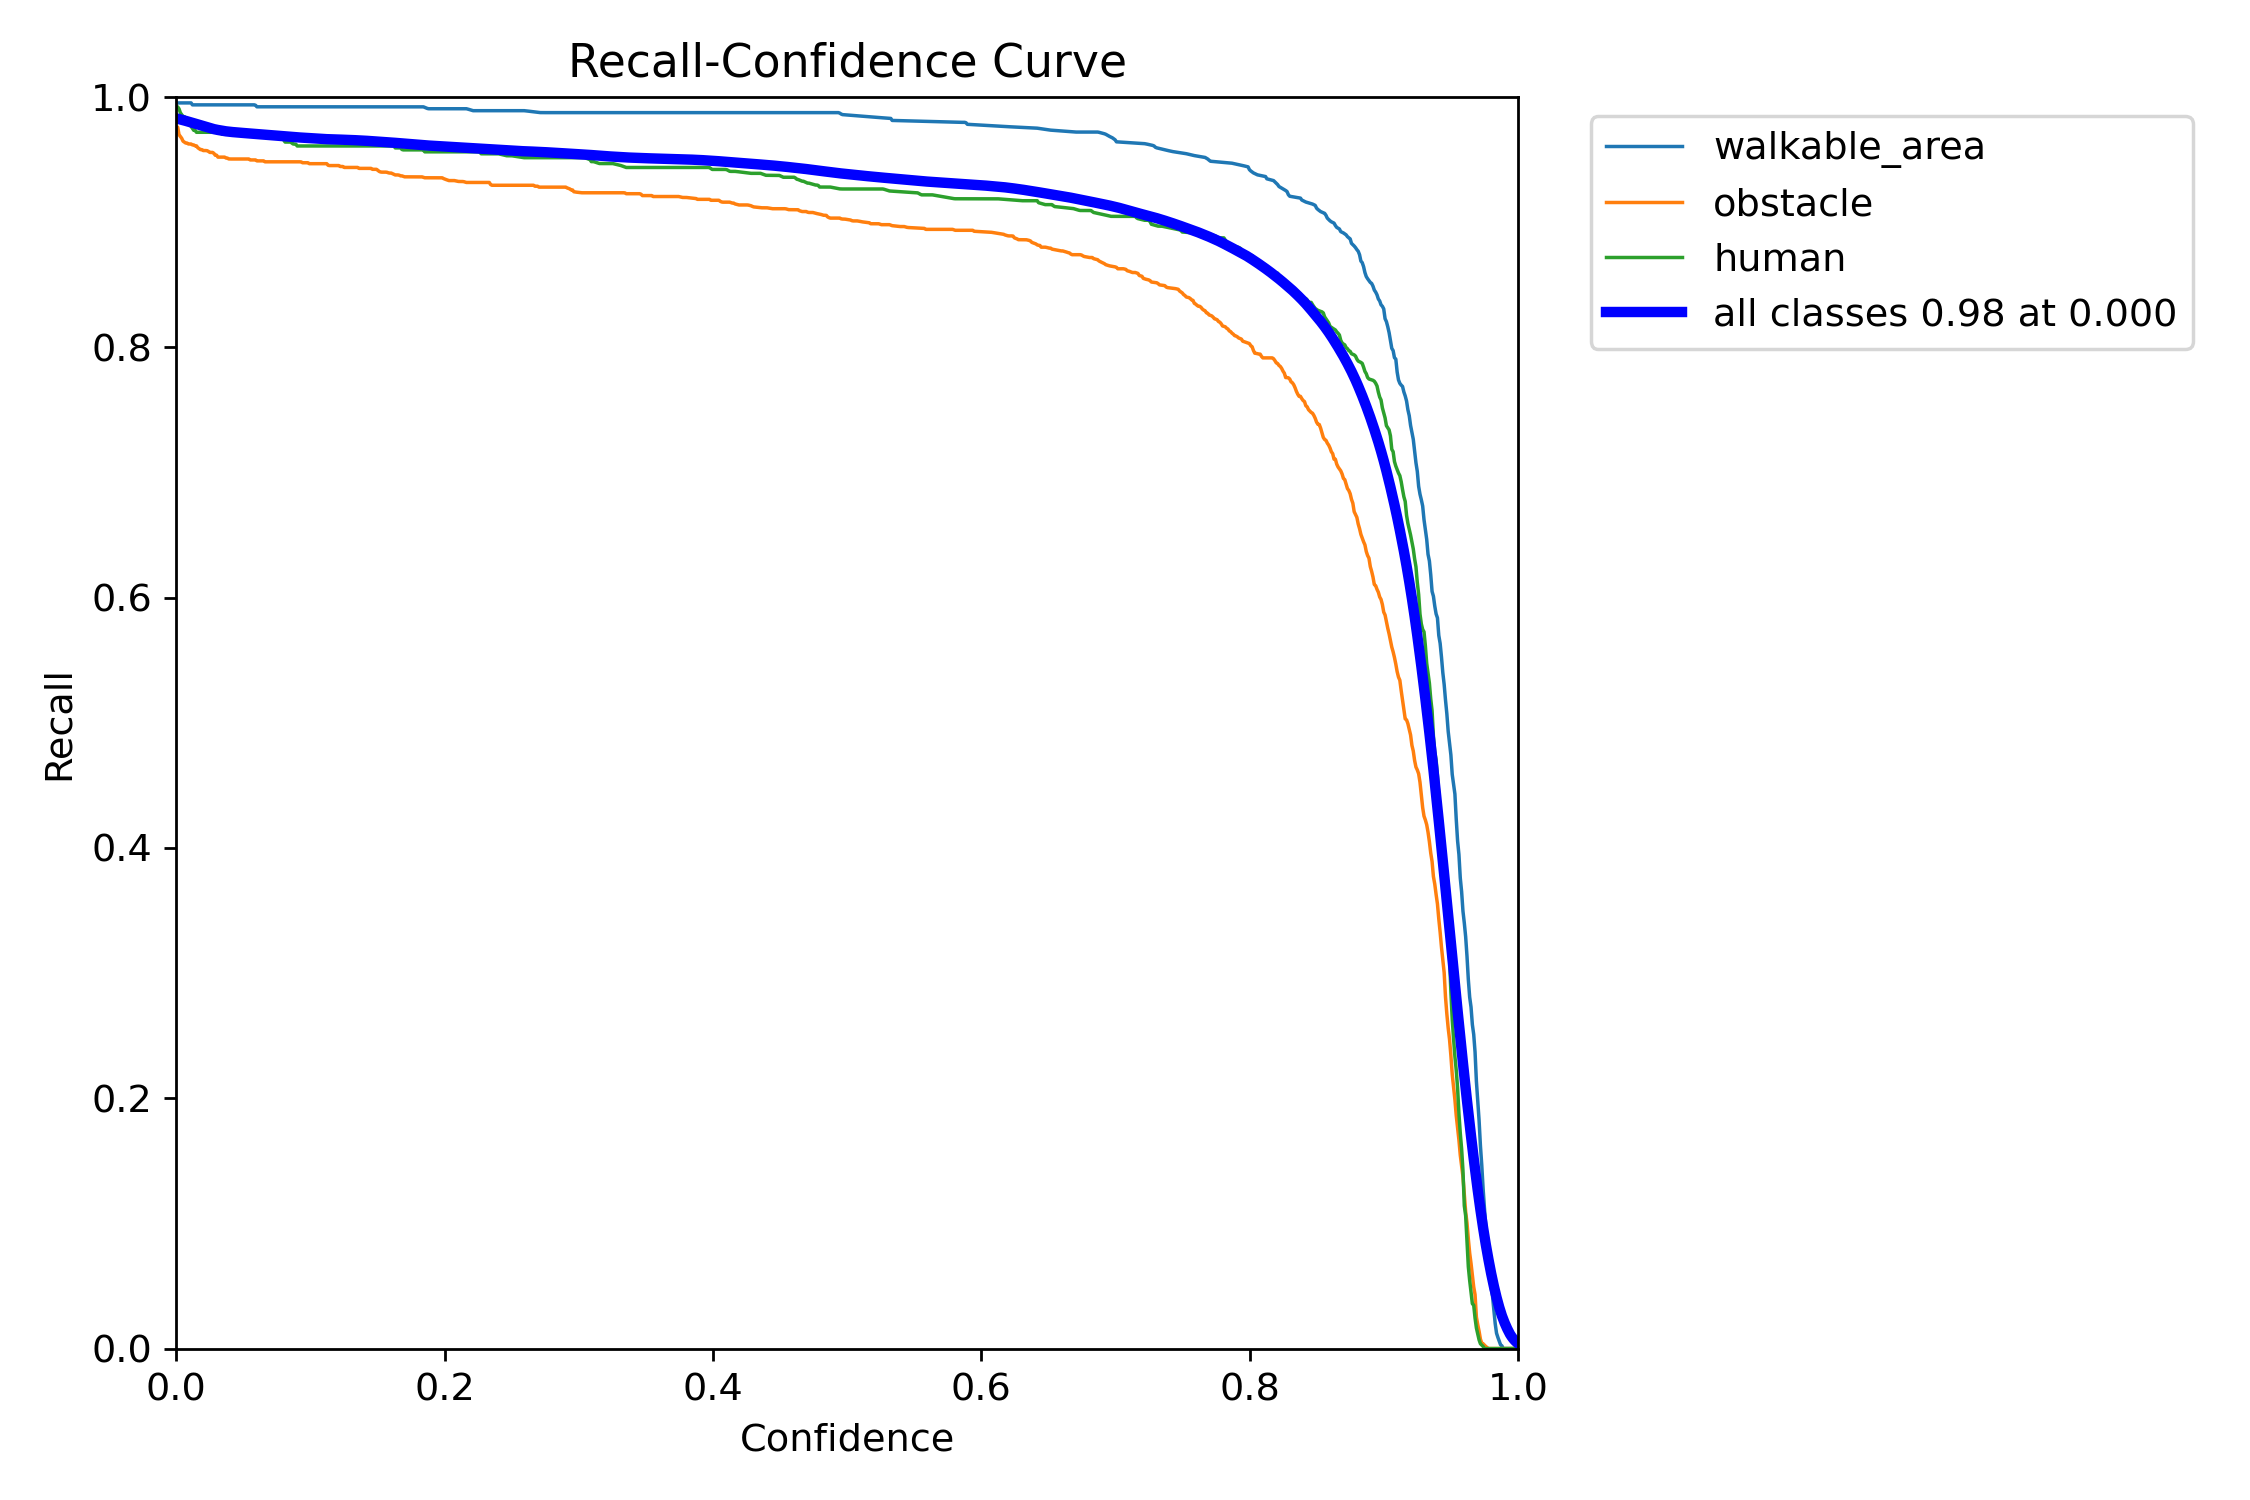 Recall-Confidence Curve
1.0
0.8
0.6
0.4
0.2
0.0
Recall
0.0 0.2 0.4 0.6 0.8 1.0
Confidence
walkable_area
obstacle
human
all classes 0.98 at 0.000